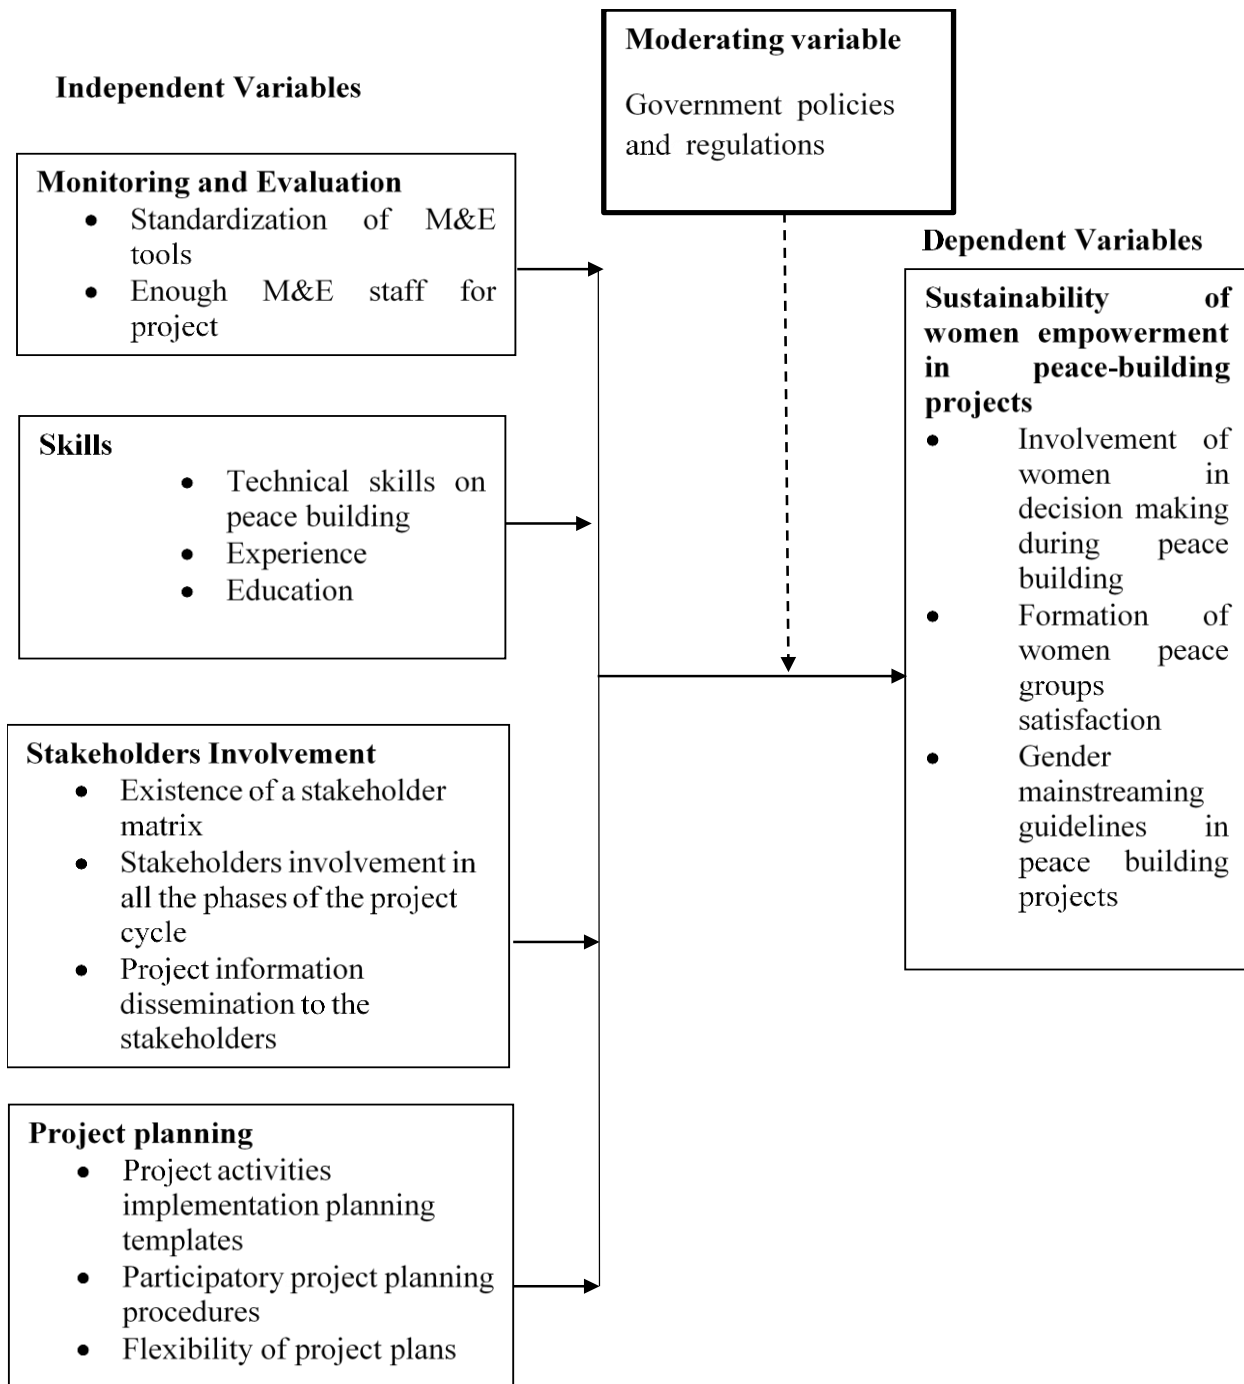 Independent Variables
Monitoring and Evaluation
• Standardization of M&E
tools
• Enough M&E staff for
project
Skills
• Technical skills on
peace building
• Experience
• Education
Stakeholders Involvement
• Existence of a stakeholder
matrix
• Stakeholders involvement in
all the phases of the project
cycle
• Project information
dissemination to the
stakeholders
Project planning
• Project activities
implementation planning
templates
• Participatory project planning
procedures
• Flexibility of project plans
Moderating variable
Government policies
and regulations
Dependent Variables
Sustainability of
women empowerment
in peace-building
projects
• Involvement of
women in
decision making
during peace
building
• Formation of
women peace
groups
satisfaction
• Gender
mainstreaming
guidelines in
peace building
projects